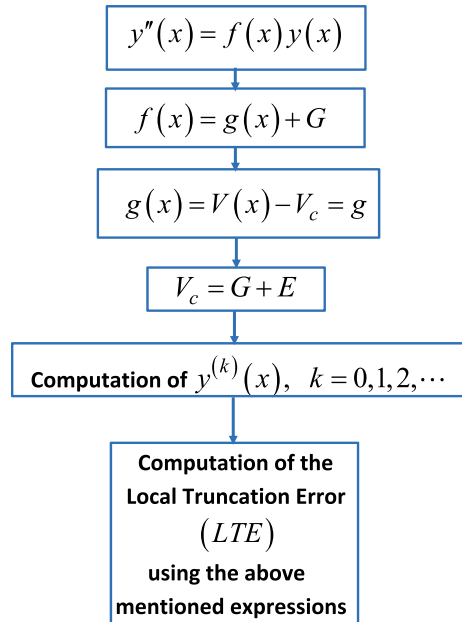 y″(x) = f(x) y(x)
f(x) = g(x) + G
g(x) = V(x) − V_c = g
V_c = G + E
Computation of y^(k)(x), k = 0,1,2,⋯
Computation of the
Local Truncation Error
(LTE)
using the above
mentioned expressions